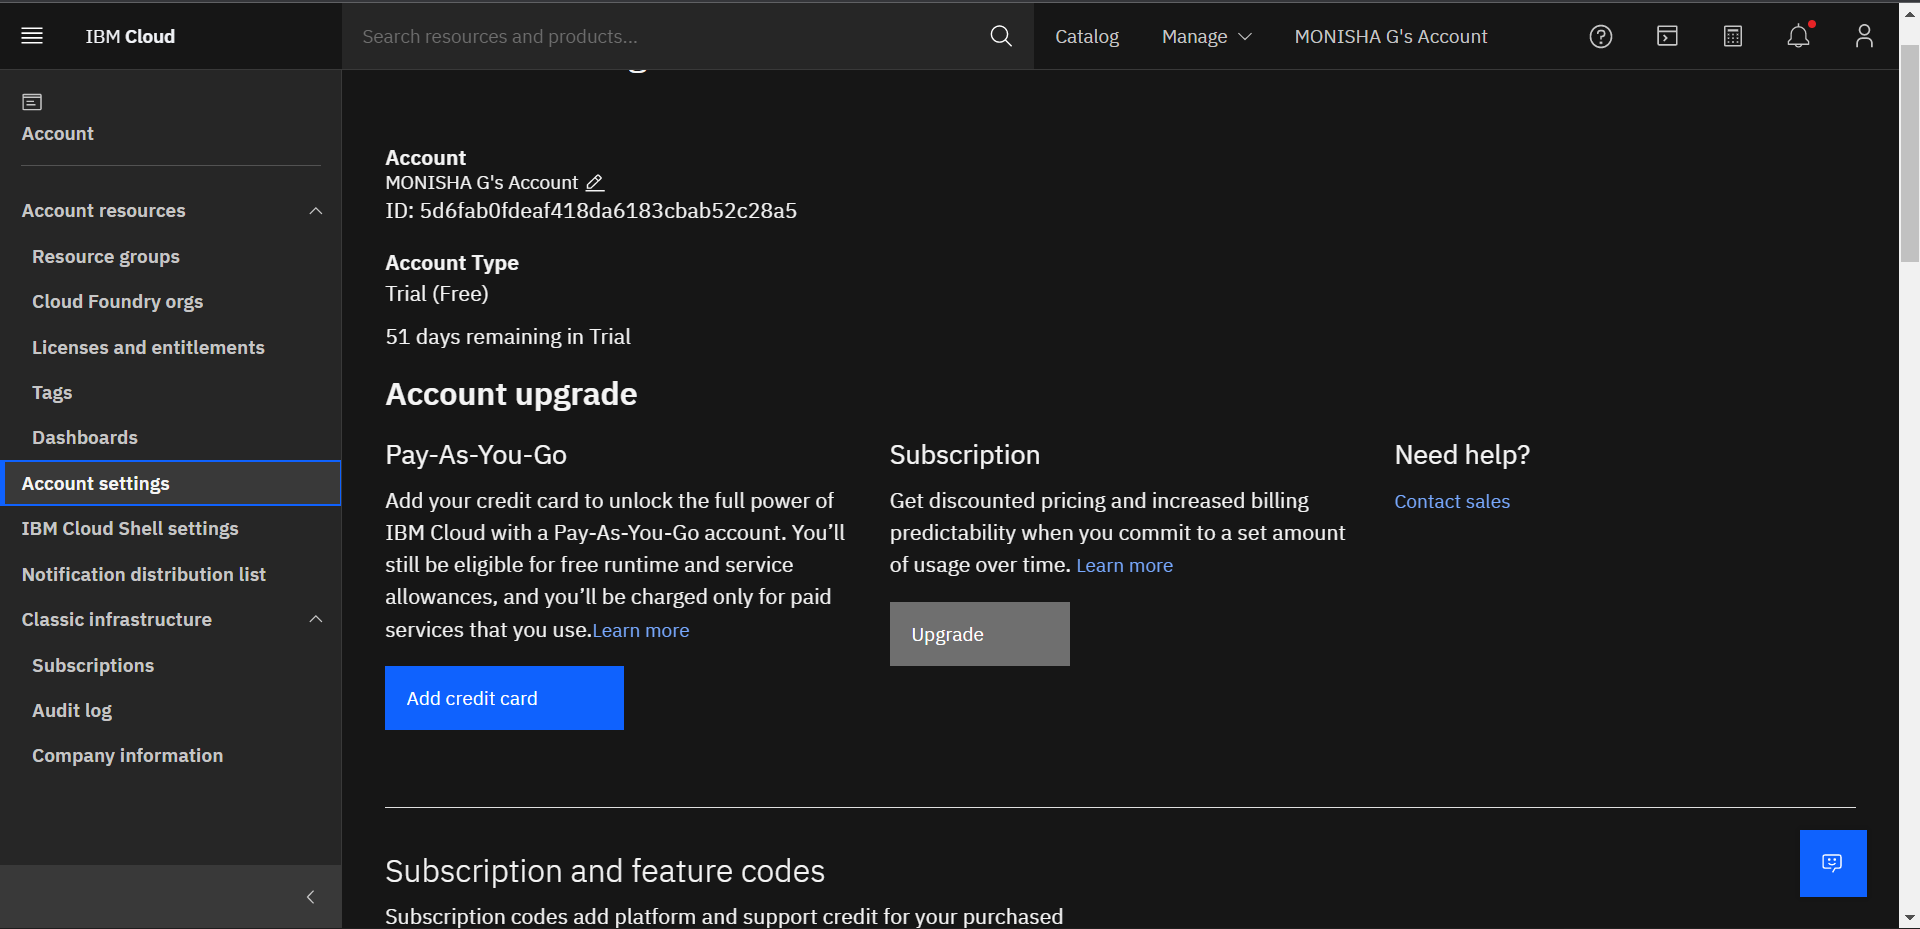 IBM Cloud
Search resources and products...
Catalog
Manage
MONISHA G's Account
Account
Account resources
Resource groups
Cloud Foundry orgs
Licenses and entitlements
Tags
Dashboards
Account settings
IBM Cloud Shell settings
Notification distribution list
Classic infrastructure
Subscriptions
Audit log
Company information
Account
MONISHA G's Account
ID: 5d6fab0fdeaf418da6183cbab52c28a5
Account Type
Trial (Free)
51 days remaining in Trial
Account upgrade
Pay-As-You-Go
Add your credit card to unlock the full power of
IBM Cloud with a Pay-As-You-Go account. You’ll
still be eligible for free runtime and service
allowances, and you’ll be charged only for paid
services that you use.Learn more
Add credit card
Subscription
Get discounted pricing and increased billing
predictability when you commit to a set amount
of usage over time. Learn more
Upgrade
Need help?
Contact sales
Subscription and feature codes
Subscription codes add platform and support credit for your purchased